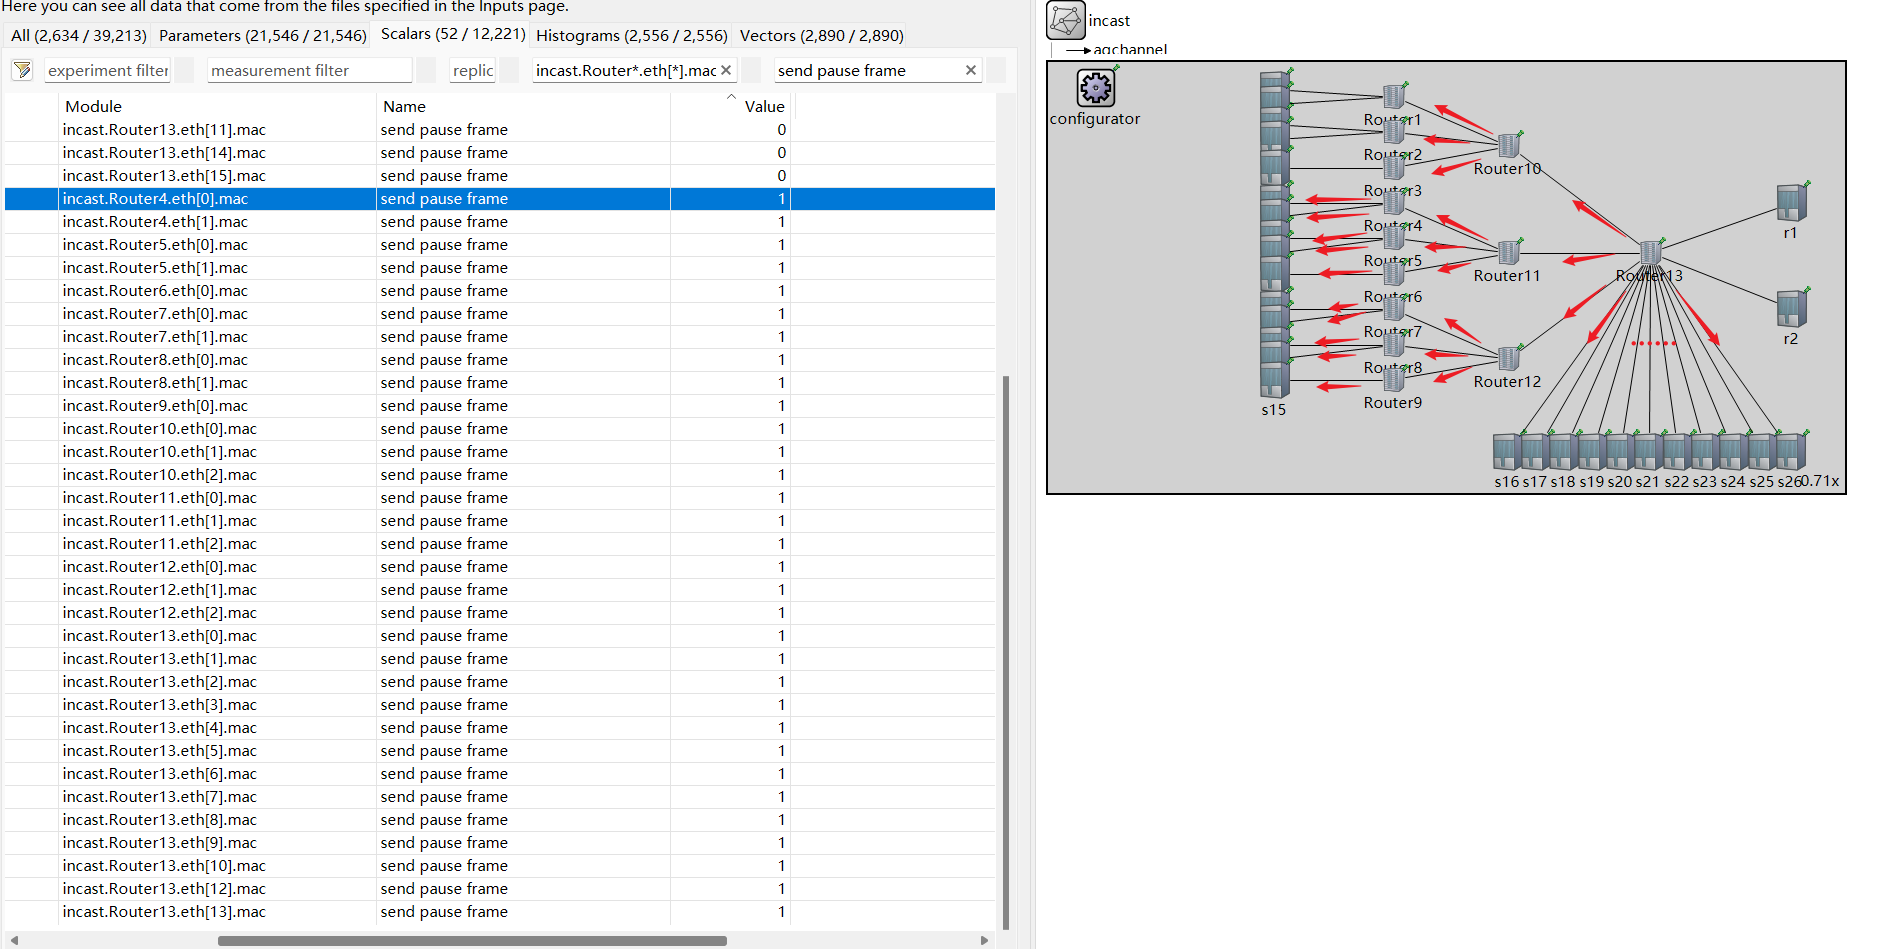 Here you can see all data that come from the files specified in the Inputs page.
All (2,634 / 39,213) Parameters (21,546 / 21,546) Scalars (52 / 12,221) Histograms (2,556 / 2,556) Vectors (2,890 / 2,890)
experiment filter measurement filter replic incast.Router*.eth[*].mac send pause frame
Module Name Value
incast.Router13.eth[11].mac send pause frame 0
incast.Router13.eth[14].mac send pause frame 0
incast.Router13.eth[15].mac send pause frame 0
incast.Router4.eth[0].mac send pause frame 1
incast.Router4.eth[1].mac send pause frame 1
incast.Router5.eth[0].mac send pause frame 1
incast.Router5.eth[1].mac send pause frame 1
incast.Router6.eth[0].mac send pause frame 1
incast.Router7.eth[0].mac send pause frame 1
incast.Router7.eth[1].mac send pause frame 1
incast.Router8.eth[0].mac send pause frame 1
incast.Router8.eth[1].mac send pause frame 1
incast.Router9.eth[0].mac send pause frame 1
incast.Router10.eth[0].mac send pause frame 1
incast.Router10.eth[1].mac send pause frame 1
incast.Router10.eth[2].mac send pause frame 1
incast.Router11.eth[0].mac send pause frame 1
incast.Router11.eth[1].mac send pause frame 1
incast.Router11.eth[2].mac send pause frame 1
incast.Router12.eth[0].mac send pause frame 1
incast.Router12.eth[1].mac send pause frame 1
incast.Router12.eth[2].mac send pause frame 1
incast.Router13.eth[0].mac send pause frame 1
incast.Router13.eth[1].mac send pause frame 1
incast.Router13.eth[2].mac send pause frame 1
incast.Router13.eth[3].mac send pause frame 1
incast.Router13.eth[4].mac send pause frame 1
incast.Router13.eth[5].mac send pause frame 1
incast.Router13.eth[6].mac send pause frame 1
incast.Router13.eth[7].mac send pause frame 1
incast.Router13.eth[8].mac send pause frame 1
incast.Router13.eth[9].mac send pause frame 1
incast.Router13.eth[10].mac send pause frame 1
incast.Router13.eth[12].mac send pause frame 1
incast.Router13.eth[13].mac send pause frame 1
incast
aqchannel
configurator
Router1
Router2
Router3
Router4
Router5
Router6
Router7
Router8
Router9
s15
Router10
Router11
Router12
Router13
r1
r2
s16 s17 s18 s19 s20 s21 s22 s23 s24 s25 s26 0.71x